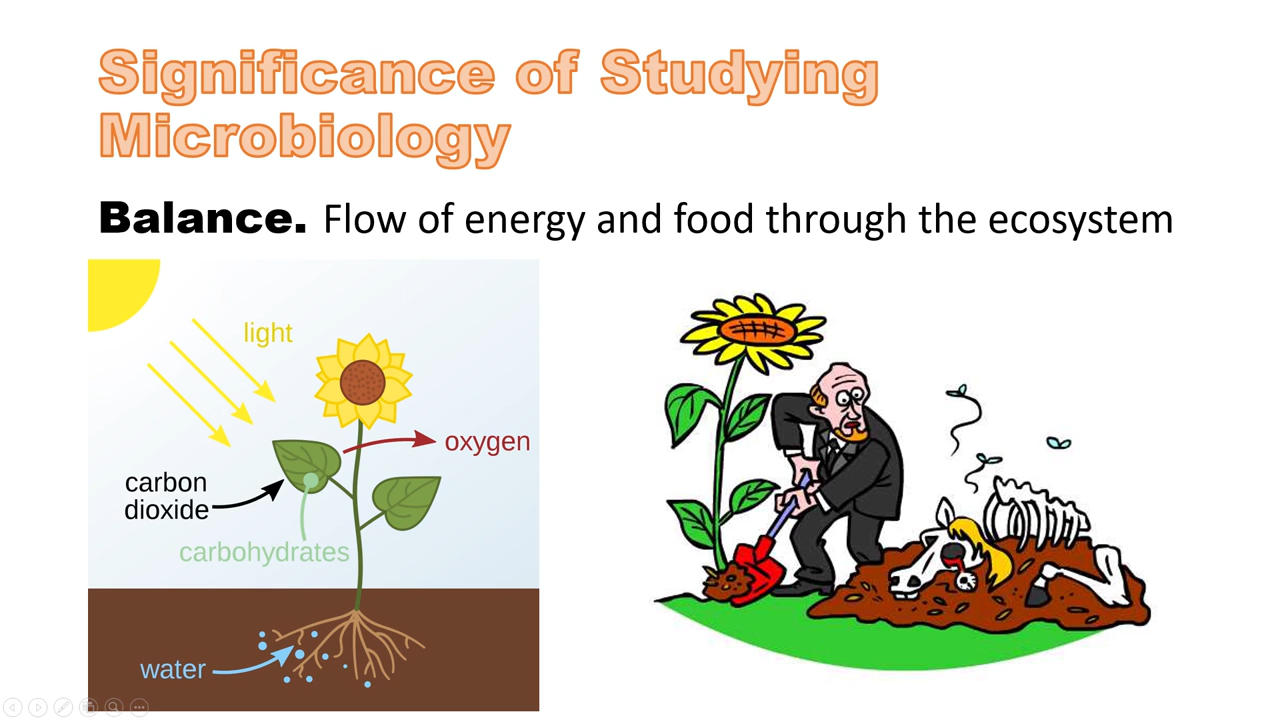 Significance of Studying
Microbiology
Balance. Flow of energy and food through the ecosystem
light
oxygen
carbon
dioxide
carbohydrates
water